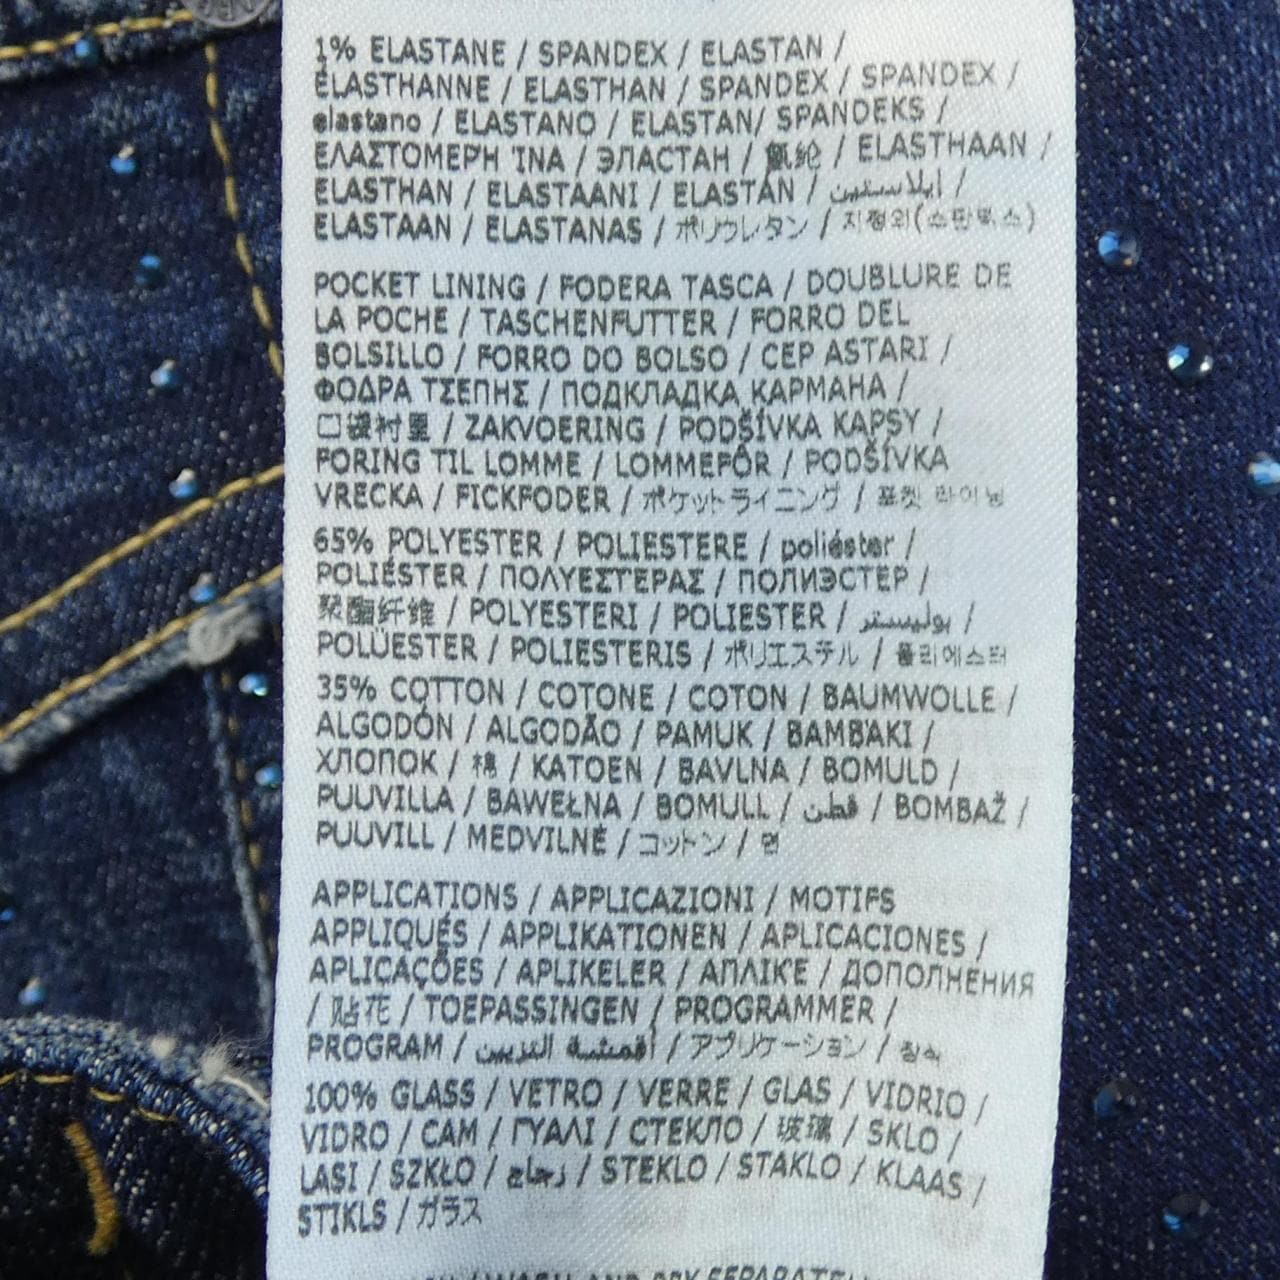 1% ELASTANE / SPANDEX / ELASTAN /
ÉLASTHANNE / ELASTHAN / SPANDEX / SPANDEX /
elastano / ELASTANO / ELASTAN/ SPANDEKS /
ΕΛΑΣΤΟΜΕΡΉ ΊΝΑ / ЭЛАСТАН / 氨纶 / ELASTHAAN /
ELASTHAN / ELASTAANI / ELASTAN / ايلاستين /
ELASTAAN / ELASTANAS / ポリウレタン / 지정외(스판덱스)
POCKET LINING / FODERA TASCA / DOUBLURE DE
LA POCHE / TASCHENFUTTER / FORRO DEL
BOLSILLO / FORRO DO BOLSO / CEP ASTARI /
ΦΟΔΡΑ ΤΣΕΠΗΣ / ПОДКЛАДКА КАРМАНА /
口袋衬里 / ZAKVOERING / PODŠÍVKA KAPSY /
FORING TIL LOMME / LOMMEFÔR / PODŠÍVKA
VRECKA / FICKFODER / ポケットライニング / 포켓 라이닝
65% POLYESTER / POLIESTERE / poliéster /
POLIÉSTER / ΠΟΛΥΕΣΤΕΡΑΣ / ПОЛИЭСТЕР /
聚酯纤维 / POLYESTERI / POLIESTER / بوليستر /
POLÜESTER / POLIESTERIS / ポリエステル / 폴리에스터
35% COTTON / COTONE / COTON / BAUMWOLLE /
ALGODÓN / ALGODÃO / PAMUK / ΒΑΜΒΆΚΙ /
ХЛОПОК / 棉 / KATOEN / BAVLNA / BOMULD /
PUUVILLA / BAWEŁNA / BOMULL / قطن / BOMBAŽ /
PUUVILL / MEDVILNĖ / コットン / 면
APPLICATIONS / APPLICAZIONI / MOTIFS
APPLIQUÉS / APPLIKATIONEN / APLICACIONES /
APLICAÇÕES / APLIKELER / ΑΠΛΙΚΈ / ДОПОЛНЕНИЯ
/ 贴花 / TOEPASSINGEN / PROGRAMMER /
PROGRAM / أقمشة التزيين / アプリケーション / 장식
100% GLASS / VETRO / VERRE / GLAS / VIDRIO /
VIDRO / CAM / ΓΥΑΛΙ / СТЕКЛО / 玻璃 / SKLO /
LASI / SZKŁO / زجاج / STEKLO / STAKLO / KLAAS /
STIKLS / ガラス